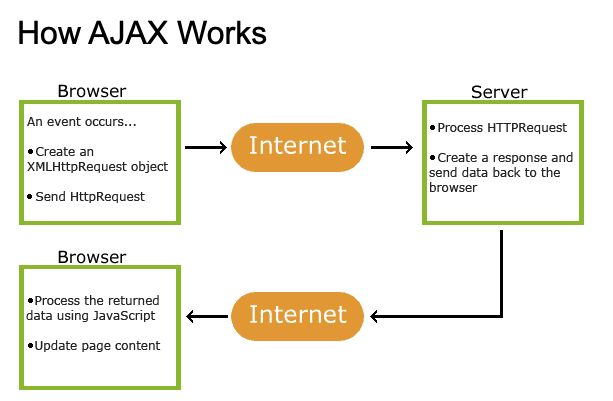 How AJAX Works
Browser
An event occurs...
•Create an
XMLHttpRequest object
• Send HttpRequest
Internet
Server
•Process HTTPRequest
•Create a response and
send data back to the
browser
Browser
•Process the returned
data using JavaScript
•Update page content
Internet